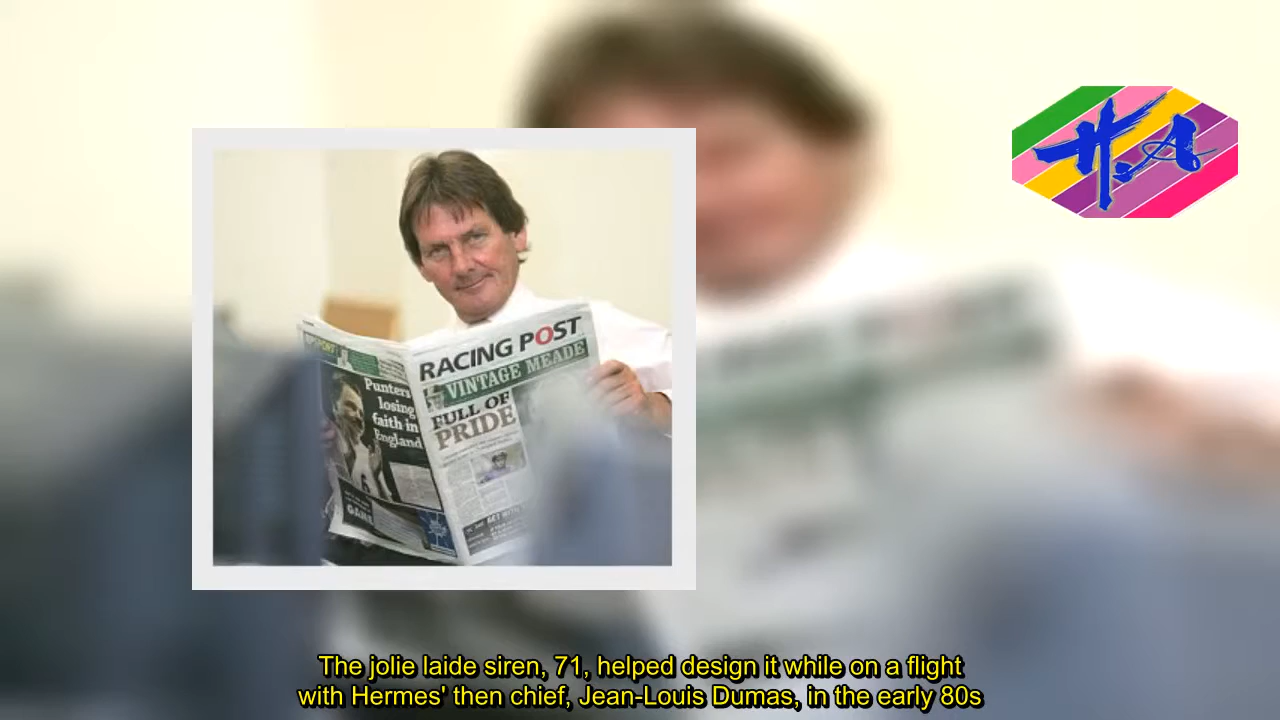 H.A
RACING POST
VINTAGE MEADE
FULL OF
PRIDE
Punters
losing
faith in
England
GAME
The jolie laide siren, 71, helped design it while on a flight
with Hermes' then chief, Jean-Louis Dumas, in the early 80s